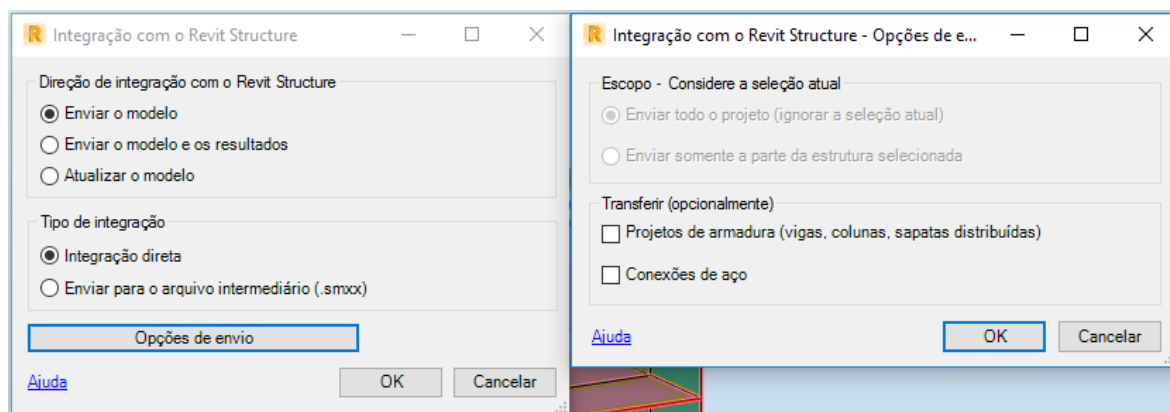 R Integração com o Revit Structure
Direção de integração com o Revit Structure
Enviar o modelo
Enviar o modelo e os resultados
Atualizar o modelo
Tipo de integração
Integração direta
Enviar para o arquivo intermediário (.smxx)
Opções de envio
Ajuda
OK
Cancelar
R Integração com o Revit Structure - Opções de e...
Escopo - Considere a seleção atual
Enviar todo o projeto (ignorar a seleção atual)
Enviar somente a parte da estrutura selecionada
Transferir (opcionalmente)
Projetos de armadura (vigas, colunas, sapatas distribuídas)
Conexões de aço
Ajuda
OK
Cancelar